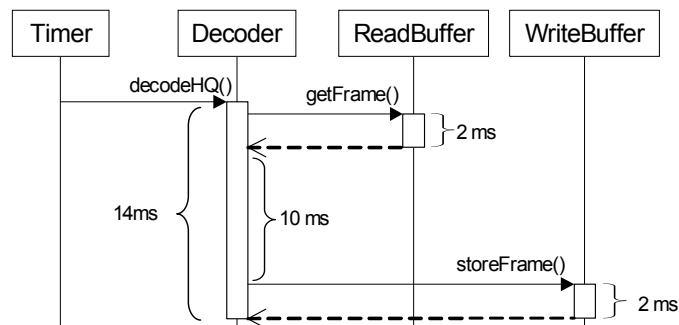 Timer
Decoder
ReadBuffer
WriteBuffer
decodeHQ()
getFrame()
2 ms
14ms
10 ms
storeFrame()
2 ms